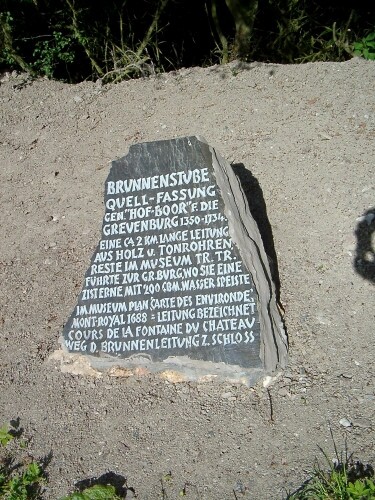 BRUNNENSTUBE
QUELL-FASSUNG
GEN."HOF-BOOR"F. DIE
GREVENBURG 1350-1734.
EINE CA 2 KM LANGE LEITUNG
AUS HOLZ U. TONROHREN,
RESTE IM MUSEUM TR. TR.
FÜHRTE ZUR GR.BURG, WO SIE EINE
ZISTERNE MIT 200 CBM. WASSER SPEISTE
IM MUSEUM PLAN "CARTE DES ENVIRONDE
MONT-ROYAL 1688 = LEITUNG BEZEICHNET
COURS DE LA FONTAINE DU CHATEAU
WEG D. BRUNNENLEITUNG Z. SCHLOSS